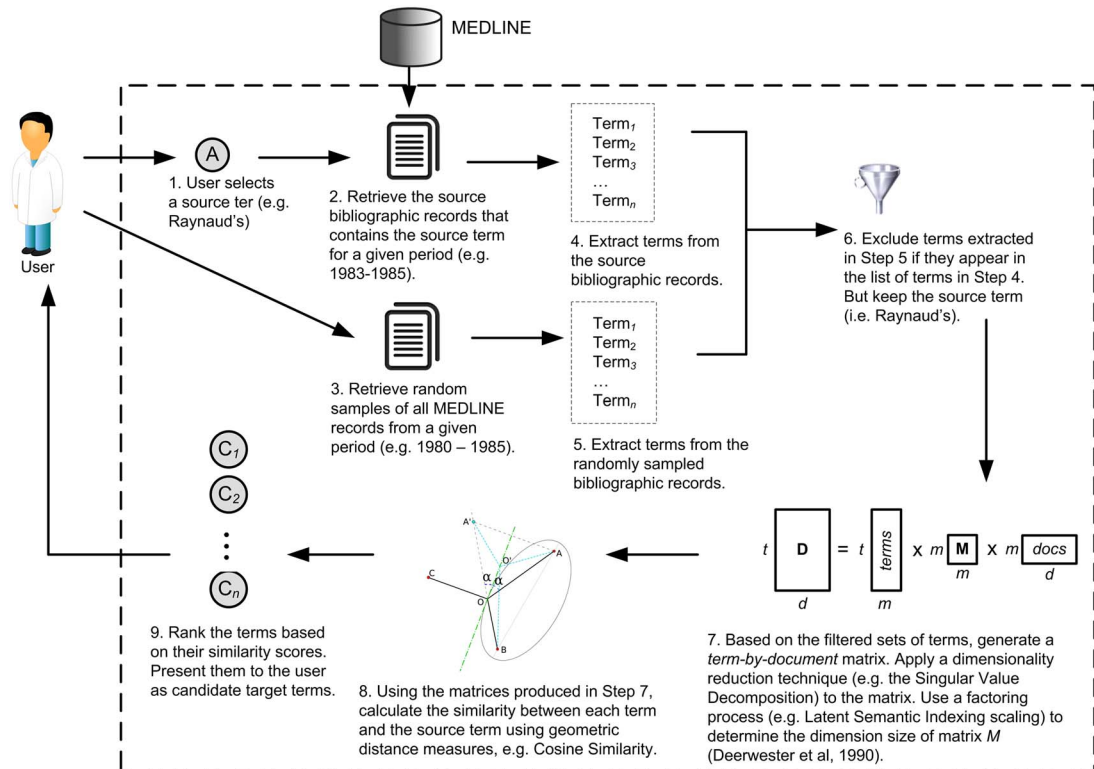 MEDLINE
A
1. User selects
a source ter (e.g.
Raynaud's)
User
2. Retrieve the source
bibliographic records that
contains the source term
for a given period (e.g.
1983-1985).
Term1
Term2
Term3
...
Termn
4. Extract terms from
the source
bibliographic records.
6. Exclude terms extracted
in Step 5 if they appear in
the list of terms in Step 4.
But keep the source term
(i.e. Raynaud's).
3. Retrieve random
samples of all MEDLINE
records from a given
period (e.g. 1980 – 1985).
Term1
Term2
Term3
...
Termn
5. Extract terms from the
randomly sampled
bibliographic records.
t D = t terms x m M x m docs
d m m d
7. Based on the filtered sets of terms, generate a
term-by-document matrix. Apply a dimensionality
reduction technique (e.g. the Singular Value
Decomposition) to the matrix. Use a factoring
process (e.g. Latent Semantic Indexing scaling) to
determine the dimension size of matrix M
(Deerwester et al, 1990).
A'
A
O'
α α
C
O
B
8. Using the matrices produced in Step 7,
calculate the similarity between each term
and the source term using geometric
distance measures, e.g. Cosine Similarity.
C1
C2
Cn
9. Rank the terms based
on their similarity scores.
Present them to the user
as candidate target terms.